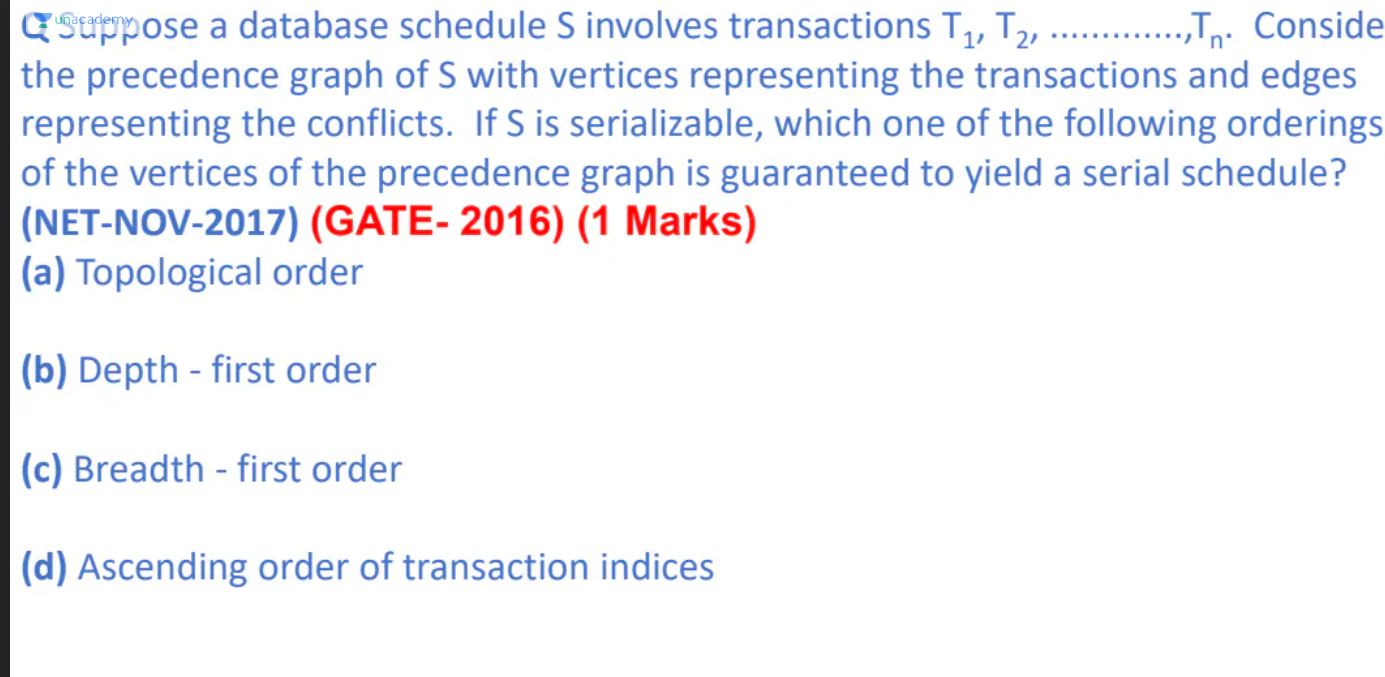 unacademy
Q Suppose a database schedule S involves transactions T₁, T₂, .............,Tₙ. Conside
the precedence graph of S with vertices representing the transactions and edges
representing the conflicts. If S is serializable, which one of the following orderings
of the vertices of the precedence graph is guaranteed to yield a serial schedule?
(NET-NOV-2017) (GATE- 2016) (1 Marks)
(a) Topological order
(b) Depth - first order
(c) Breadth - first order
(d) Ascending order of transaction indices